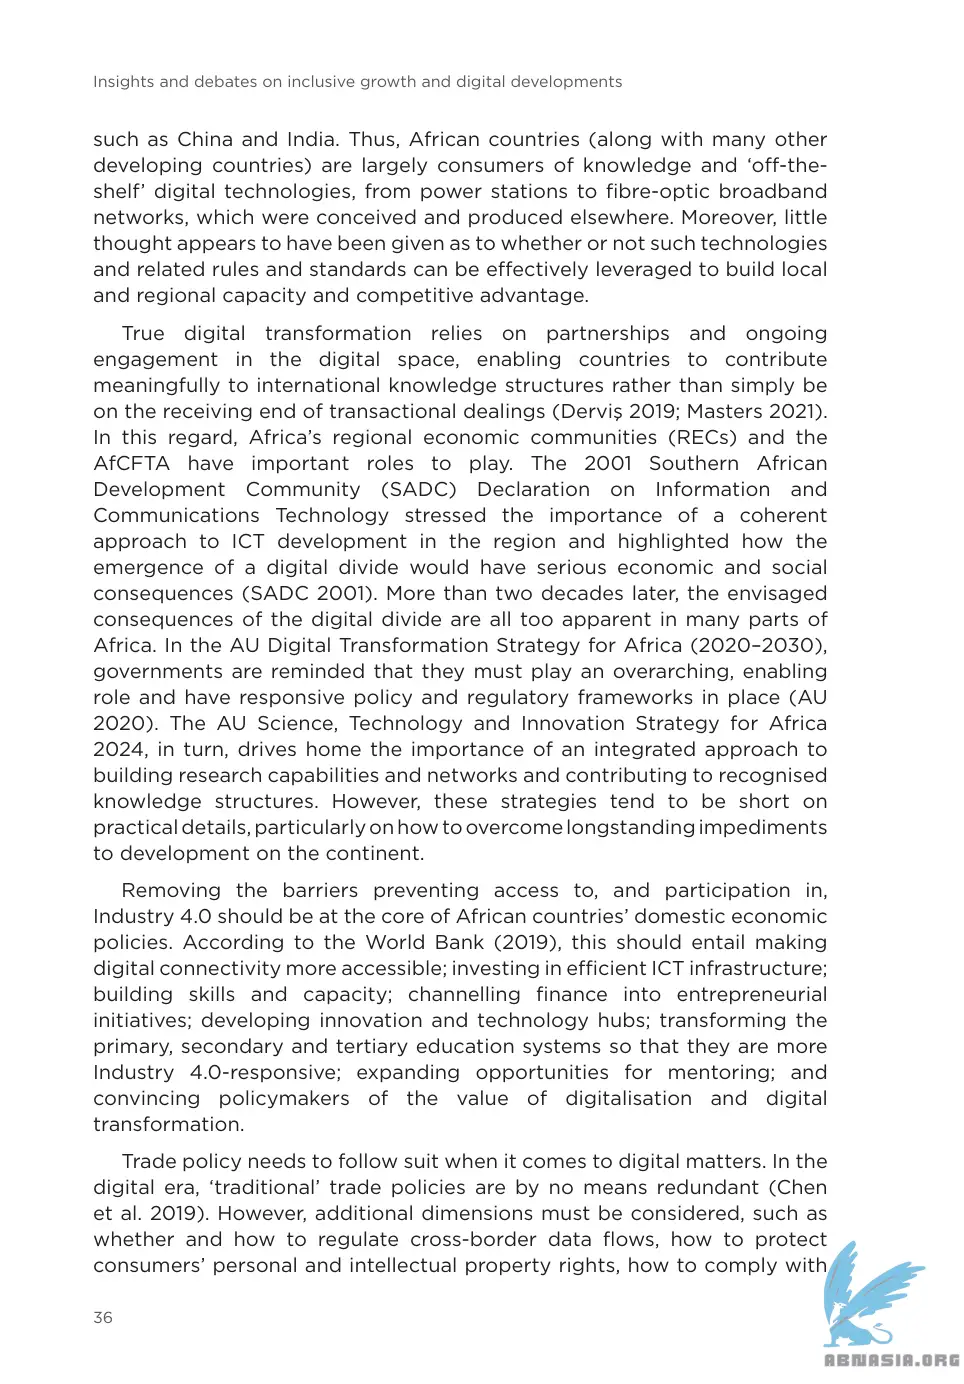 Insights and debates on inclusive growth and digital developments
such as China and India. Thus, African countries (along with many other
developing countries) are largely consumers of knowledge and ‘off-the-
shelf’ digital technologies, from power stations to fibre-optic broadband
networks, which were conceived and produced elsewhere. Moreover, little
thought appears to have been given as to whether or not such technologies
and related rules and standards can be effectively leveraged to build local
and regional capacity and competitive advantage.
True digital transformation relies on partnerships and ongoing
engagement in the digital space, enabling countries to contribute
meaningfully to international knowledge structures rather than simply be
on the receiving end of transactional dealings (Derviş 2019; Masters 2021).
In this regard, Africa’s regional economic communities (RECs) and the
AfCFTA have important roles to play. The 2001 Southern African
Development Community (SADC) Declaration on Information and
Communications Technology stressed the importance of a coherent
approach to ICT development in the region and highlighted how the
emergence of a digital divide would have serious economic and social
consequences (SADC 2001). More than two decades later, the envisaged
consequences of the digital divide are all too apparent in many parts of
Africa. In the AU Digital Transformation Strategy for Africa (2020–2030),
governments are reminded that they must play an overarching, enabling
role and have responsive policy and regulatory frameworks in place (AU
2020). The AU Science, Technology and Innovation Strategy for Africa
2024, in turn, drives home the importance of an integrated approach to
building research capabilities and networks and contributing to recognised
knowledge structures. However, these strategies tend to be short on
practical details, particularly on how to overcome longstanding impediments
to development on the continent.
Removing the barriers preventing access to, and participation in,
Industry 4.0 should be at the core of African countries’ domestic economic
policies. According to the World Bank (2019), this should entail making
digital connectivity more accessible; investing in efficient ICT infrastructure;
building skills and capacity; channelling finance into entrepreneurial
initiatives; developing innovation and technology hubs; transforming the
primary, secondary and tertiary education systems so that they are more
Industry 4.0-responsive; expanding opportunities for mentoring; and
convincing policymakers of the value of digitalisation and digital
transformation.
Trade policy needs to follow suit when it comes to digital matters. In the
digital era, ‘traditional’ trade policies are by no means redundant (Chen
et al. 2019). However, additional dimensions must be considered, such as
whether and how to regulate cross-border data flows, how to protect
consumers’ personal and intellectual property rights, how to comply with
36
ABNASIA.ORG